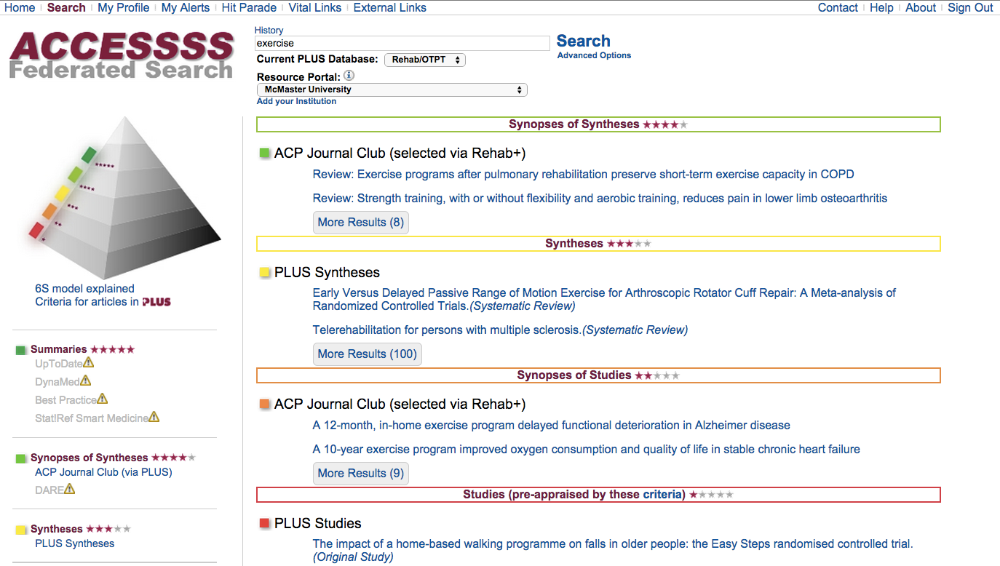 Home Search My Profile My Alerts Hit Parade Vital Links External Links Contact Help About Sign Out
ACCESSSS
Federated Search
History
exercise
Search
Advanced Options
Current PLUS Database: Rehab/OTPT
Resource Portal:
McMaster University
Add your Institution
6S model explained
Criteria for articles in PLUS
Summaries ★★★★★
UpToDate
DynaMed
Best Practice
Stat!Ref Smart Medicine
Synopses of Syntheses ★★★★★
ACP Journal Club (via PLUS)
DARE
Syntheses ★★★★★
PLUS Syntheses
Synopses of Syntheses ★★★★★
ACP Journal Club (selected via Rehab+)
Review: Exercise programs after pulmonary rehabilitation preserve short-term exercise capacity in COPD
Review: Strength training, with or without flexibility and aerobic training, reduces pain in lower limb osteoarthritis
More Results (8)
Syntheses ★★★★★
PLUS Syntheses
Early Versus Delayed Passive Range of Motion Exercise for Arthroscopic Rotator Cuff Repair: A Meta-analysis of
Randomized Controlled Trials.(Systematic Review)
Telerehabilitation for persons with multiple sclerosis.(Systematic Review)
More Results (100)
Synopses of Studies ★★★★★
ACP Journal Club (selected via Rehab+)
A 12-month, in-home exercise program delayed functional deterioration in Alzheimer disease
A 10-year exercise program improved oxygen consumption and quality of life in stable chronic heart failure
More Results (9)
Studies (pre-appraised by these criteria) ★★★★★
PLUS Studies
The impact of a home-based walking programme on falls in older people: the Easy Steps randomised controlled trial.
(Original Study)